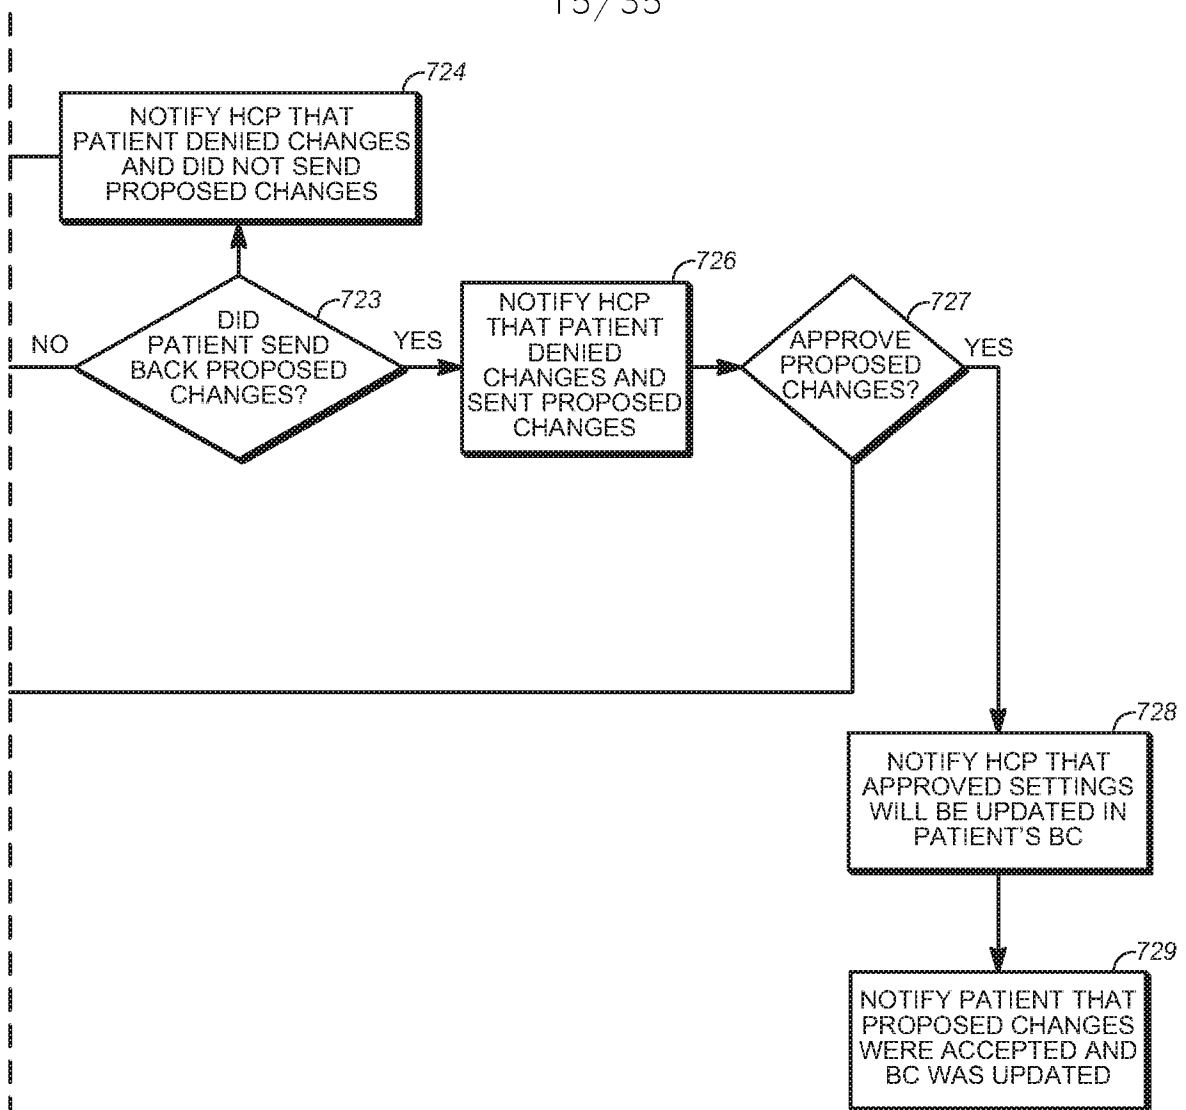 15/35
724
NOTIFY HCP THAT
PATIENT DENIED CHANGES
AND DID NOT SEND
PROPOSED CHANGES
723
DID
PATIENT SEND
BACK PROPOSED
CHANGES?
NO
YES
726
NOTIFY HCP
THAT PATIENT
DENIED
CHANGES AND
SENT PROPOSED
CHANGES
727
APPROVE
PROPOSED
CHANGES?
YES
728
NOTIFY HCP THAT
APPROVED SETTINGS
WILL BE UPDATED IN
PATIENT'S BC
729
NOTIFY PATIENT THAT
PROPOSED CHANGES
WERE ACCEPTED AND
BC WAS UPDATED